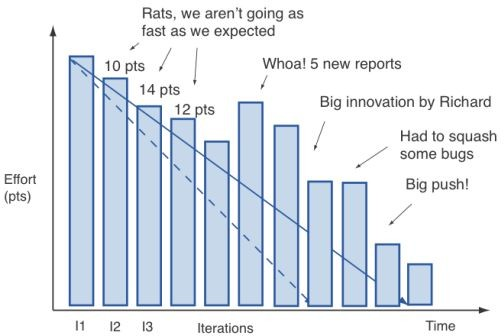 Rats, we aren't going as
fast as we expected
10 pts
14 pts
12 pts
Whoa! 5 new reports
Big innovation by Richard
Had to squash
some bugs
Big push!
Effort
(pts)
I1
I2
I3
Iterations
Time